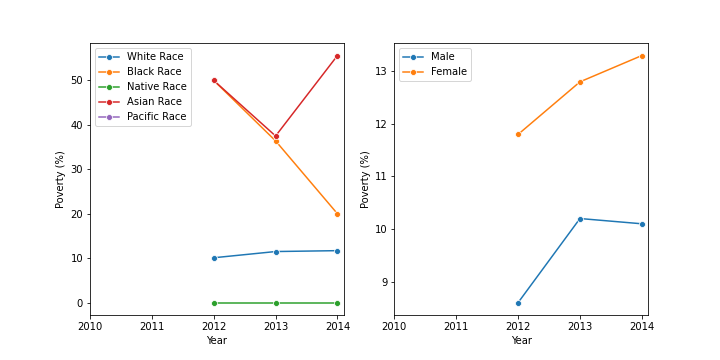 White Race
Black Race
Native Race
Asian Race
Pacific Race
Poverty (%)
50
40
30
20
10
0
2010 2011 2012 2013 2014
Year
Male
Female
Poverty (%)
13
12
11
10
9
2010 2011 2012 2013 2014
Year